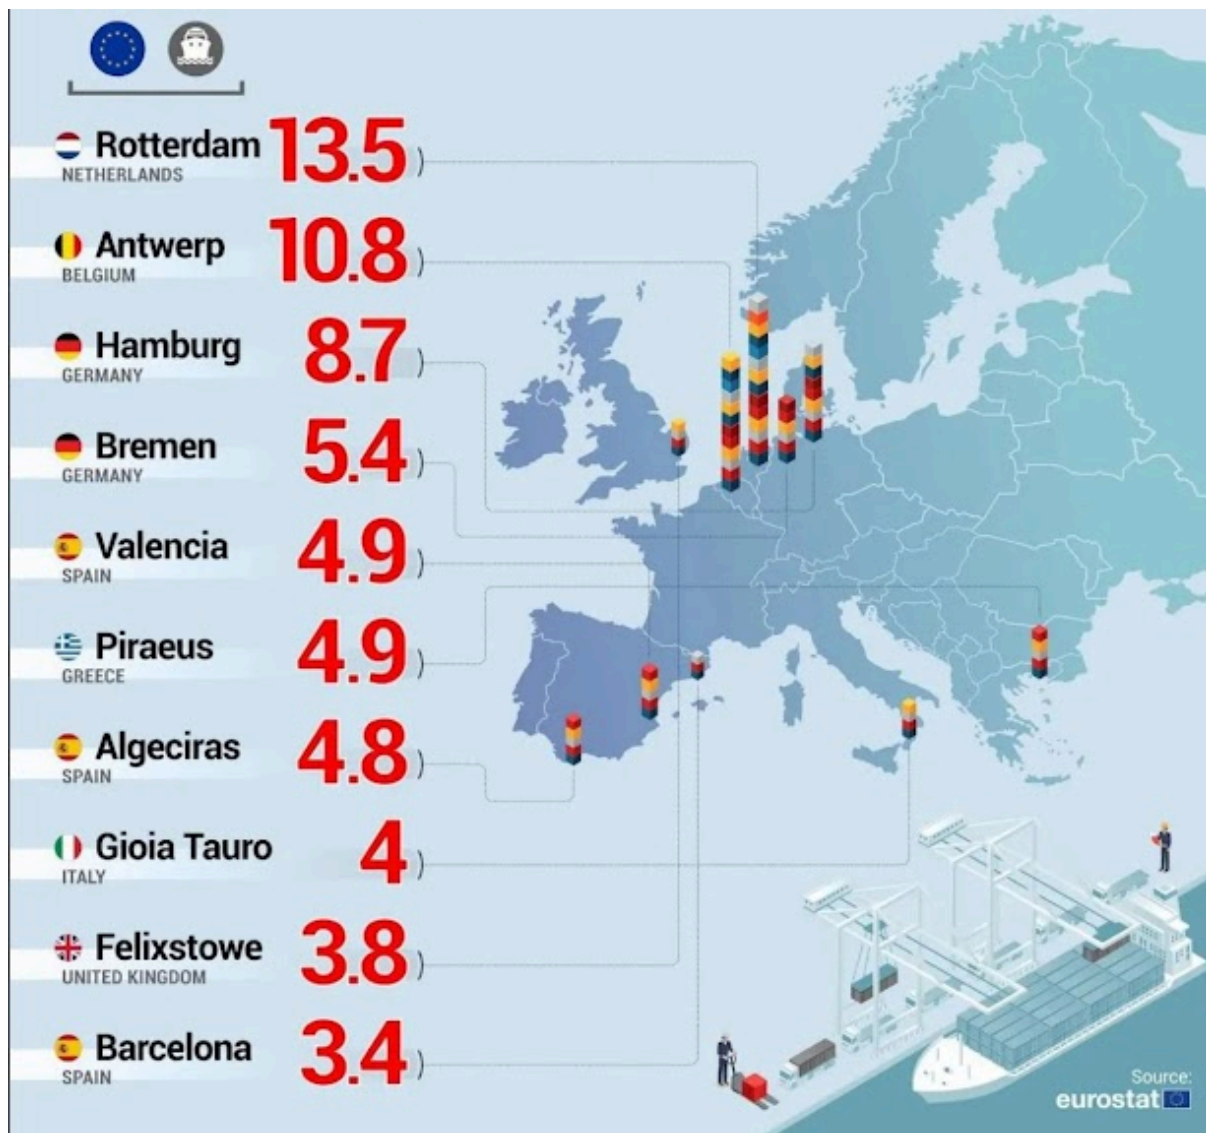 Rotterdam 13.5
NETHERLANDS
Antwerp 10.8
BELGIUM
Hamburg 8.7
GERMANY
Bremen 5.4
GERMANY
Valencia 4.9
SPAIN
Piraeus 4.9
GREECE
Algeciras 4.8
SPAIN
Gioia Tauro 4
ITALY
Felixstowe 3.8
UNITED KINGDOM
Barcelona 3.4
SPAIN
Source:
eurostat